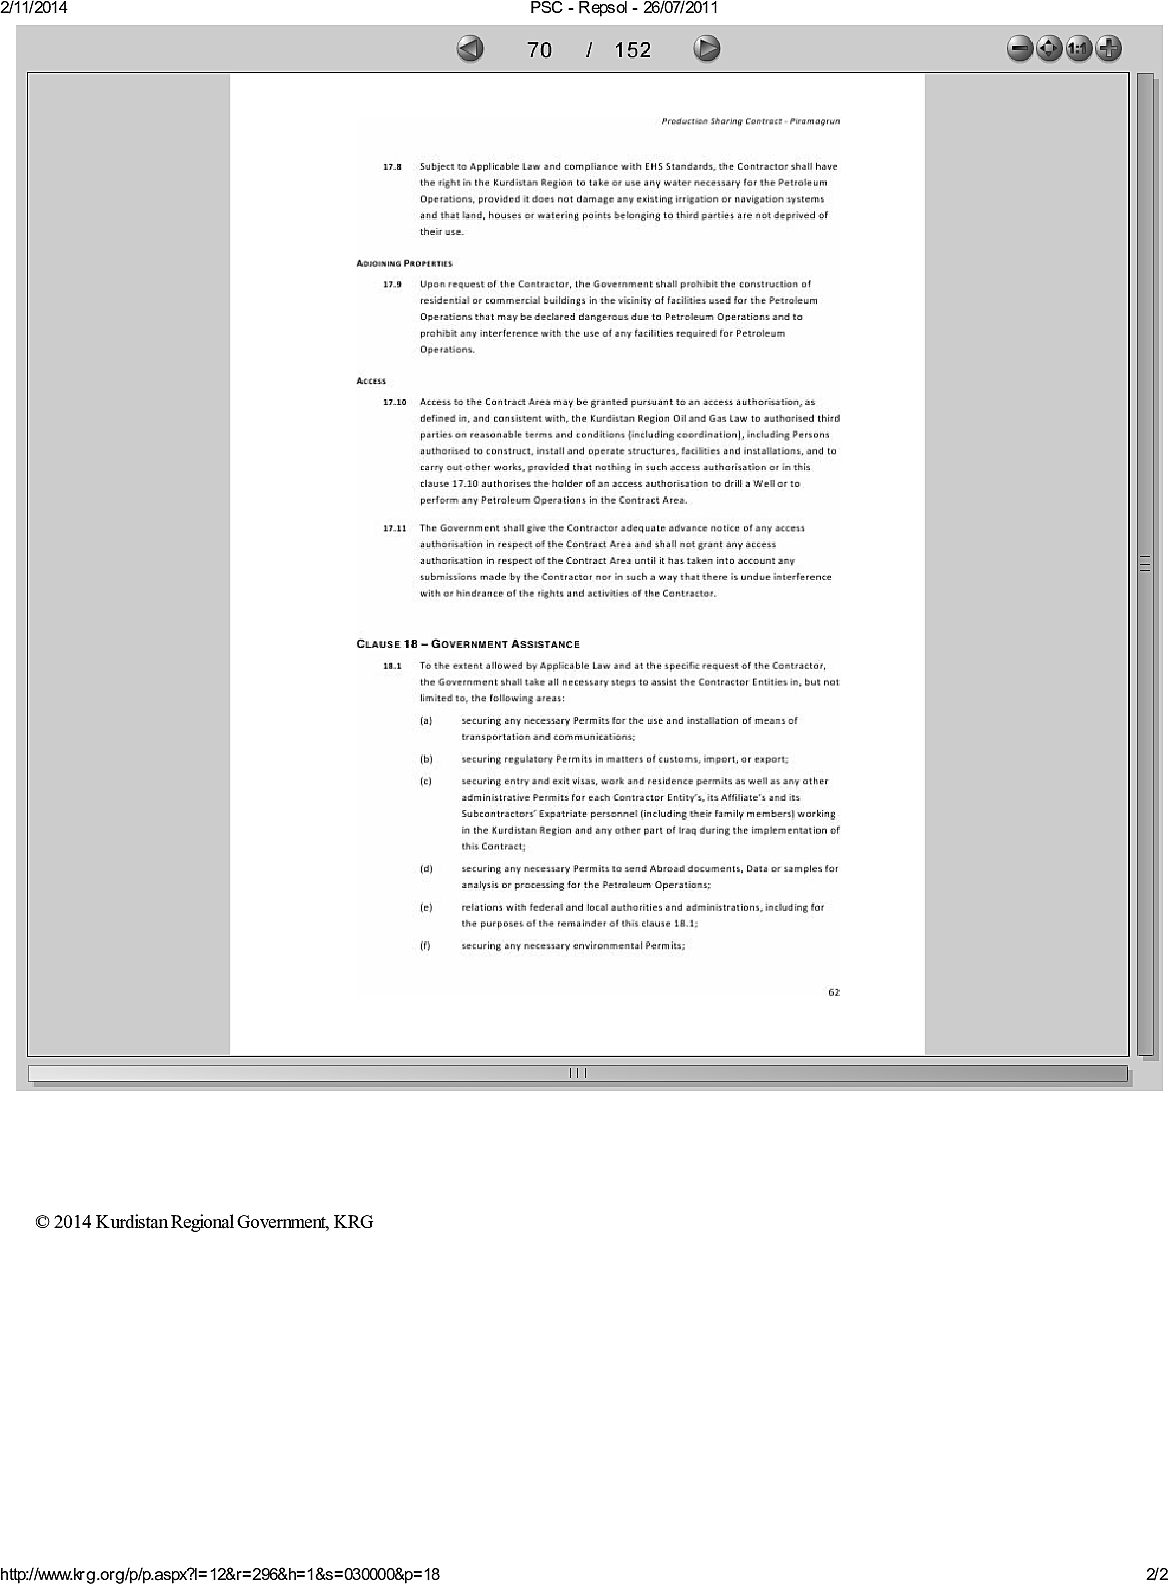 2/11/2014 PSC - Repsol - 26/07/2011
70 / 152
1:1
Production Sharing Contract - Piramagrun
17.8 Subject to Applicable Law and compliance with EHS Standards, the Contractor shall have
the right in the Kurdistan Region to take or use any water necessary for the Petroleum
Operations, provided it does not damage any existing irrigation or navigation systems
and that land, houses or watering points belonging to third parties are not deprived of
their use.
ADJOINING PROPERTIES
17.9 Upon request of the Contractor, the Government shall prohibit the construction of
residential or commercial buildings in the vicinity of facilities used for the Petroleum
Operations that may be declared dangerous due to Petroleum Operations and to
prohibit any interference with the use of any facilities required for Petroleum
Operations.
ACCESS
17.10 Access to the Contract Area may be granted pursuant to an access authorisation, as
defined in, and consistent with, the Kurdistan Region Oil and Gas Law to authorised third
parties on reasonable terms and conditions (including coordination), including Persons
authorised to construct, install and operate structures, facilities and installations, and to
carry out other works, provided that nothing in such access authorisation or in this
clause 17.10 authorises the holder of an access authorisation to drill a Well or to
perform any Petroleum Operations in the Contract Area.
17.11 The Government shall give the Contractor adequate advance notice of any access
authorisation in respect of the Contract Area and shall not grant any access
authorisation in respect of the Contract Area until it has taken into account any
submissions made by the Contractor nor in such a way that there is undue interference
with or hindrance of the rights and activities of the Contractor.
CLAUSE 18 – GOVERNMENT ASSISTANCE
18.1 To the extent allowed by Applicable Law and at the specific request of the Contractor,
the Government shall take all necessary steps to assist the Contractor Entities in, but not
limited to, the following areas:
(a) securing any necessary Permits for the use and installation of means of
transportation and communications;
(b) securing regulatory Permits in matters of customs, import, or export;
(c) securing entry and exit visas, work and residence permits as well as any other
administrative Permits for each Contractor Entity's, its Affiliate's and its
Subcontractors' Expatriate personnel (including their family members) working
in the Kurdistan Region and any other part of Iraq during the implementation of
this Contract;
(d) securing any necessary Permits to send Abroad documents, Data or samples for
analysis or processing for the Petroleum Operations;
(e) relations with federal and local authorities and administrations, including for
the purposes of the remainder of this clause 18.1;
(f) securing any necessary environmental Permits;
62
© 2014 Kurdistan Regional Government, KRG
http://www.krg.org/p/p.aspx?l=12&r=296&h=1&s=030000&p=18 2/2